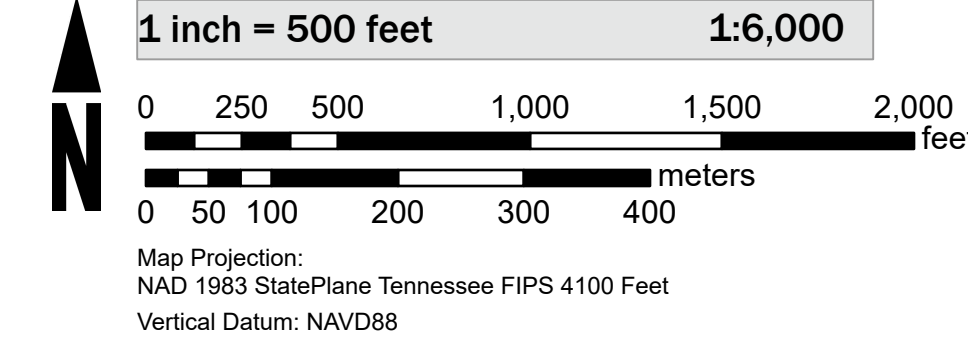 1 inch = 500 feet 1:6,000
0 250 500 1,000 1,500 2,000
feet
meters
0 50 100 200 300 400
N
Map Projection:
NAD 1983 StatePlane Tennessee FIPS 4100 Feet
Vertical Datum: NAVD88